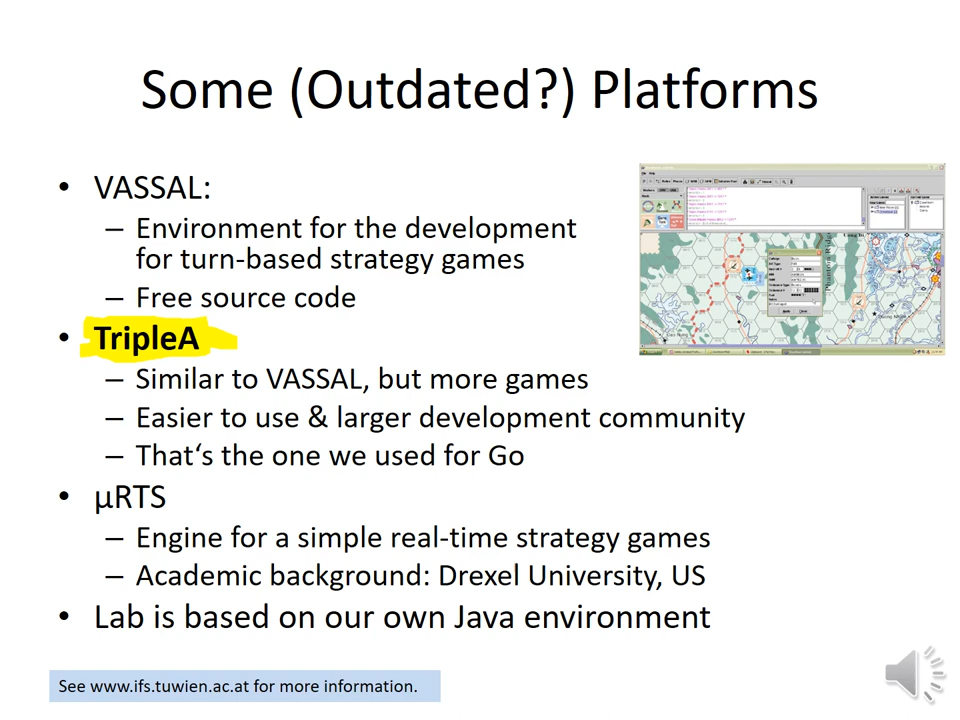 Some (Outdated?) Platforms
• VASSAL:
– Environment for the development
for turn-based strategy games
– Free source code
• TripleA
– Similar to VASSAL, but more games
– Easier to use & larger development community
– That‘s the one we used for Go
• µRTS
– Engine for a simple real-time strategy games
– Academic background: Drexel University, US
• Lab is based on our own Java environment
See www.ifs.tuwien.ac.at for more information.